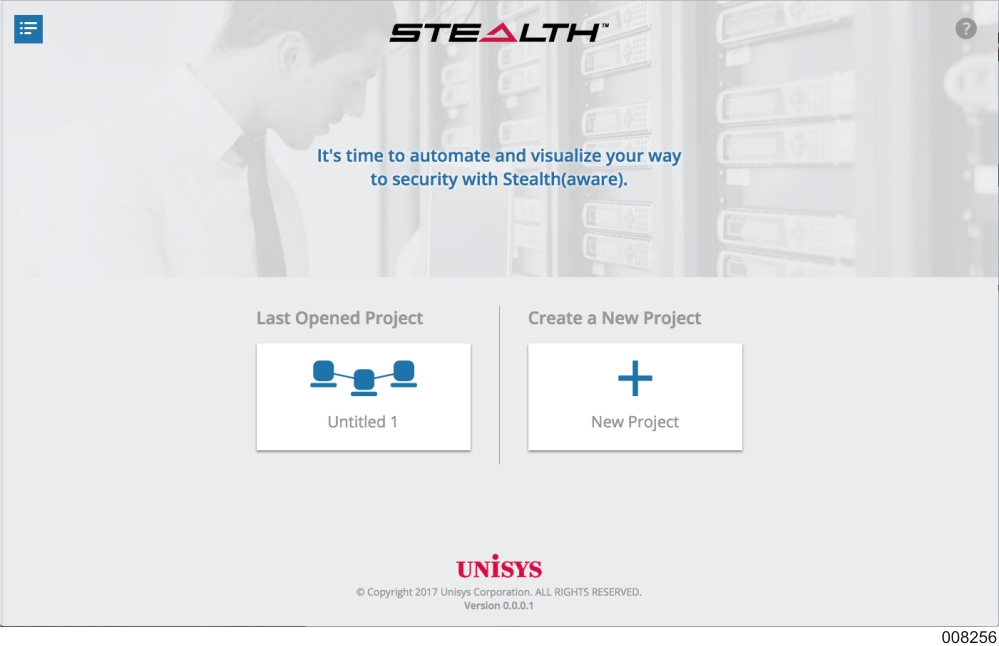 STEALTH™
?
It's time to automate and visualize your way
to security with Stealth(aware).
Last Opened Project
Create a New Project
Untitled 1
New Project
UNiSYS
© Copyright 2017 Unisys Corporation. ALL RIGHTS RESERVED.
Version 0.0.0.1
008256